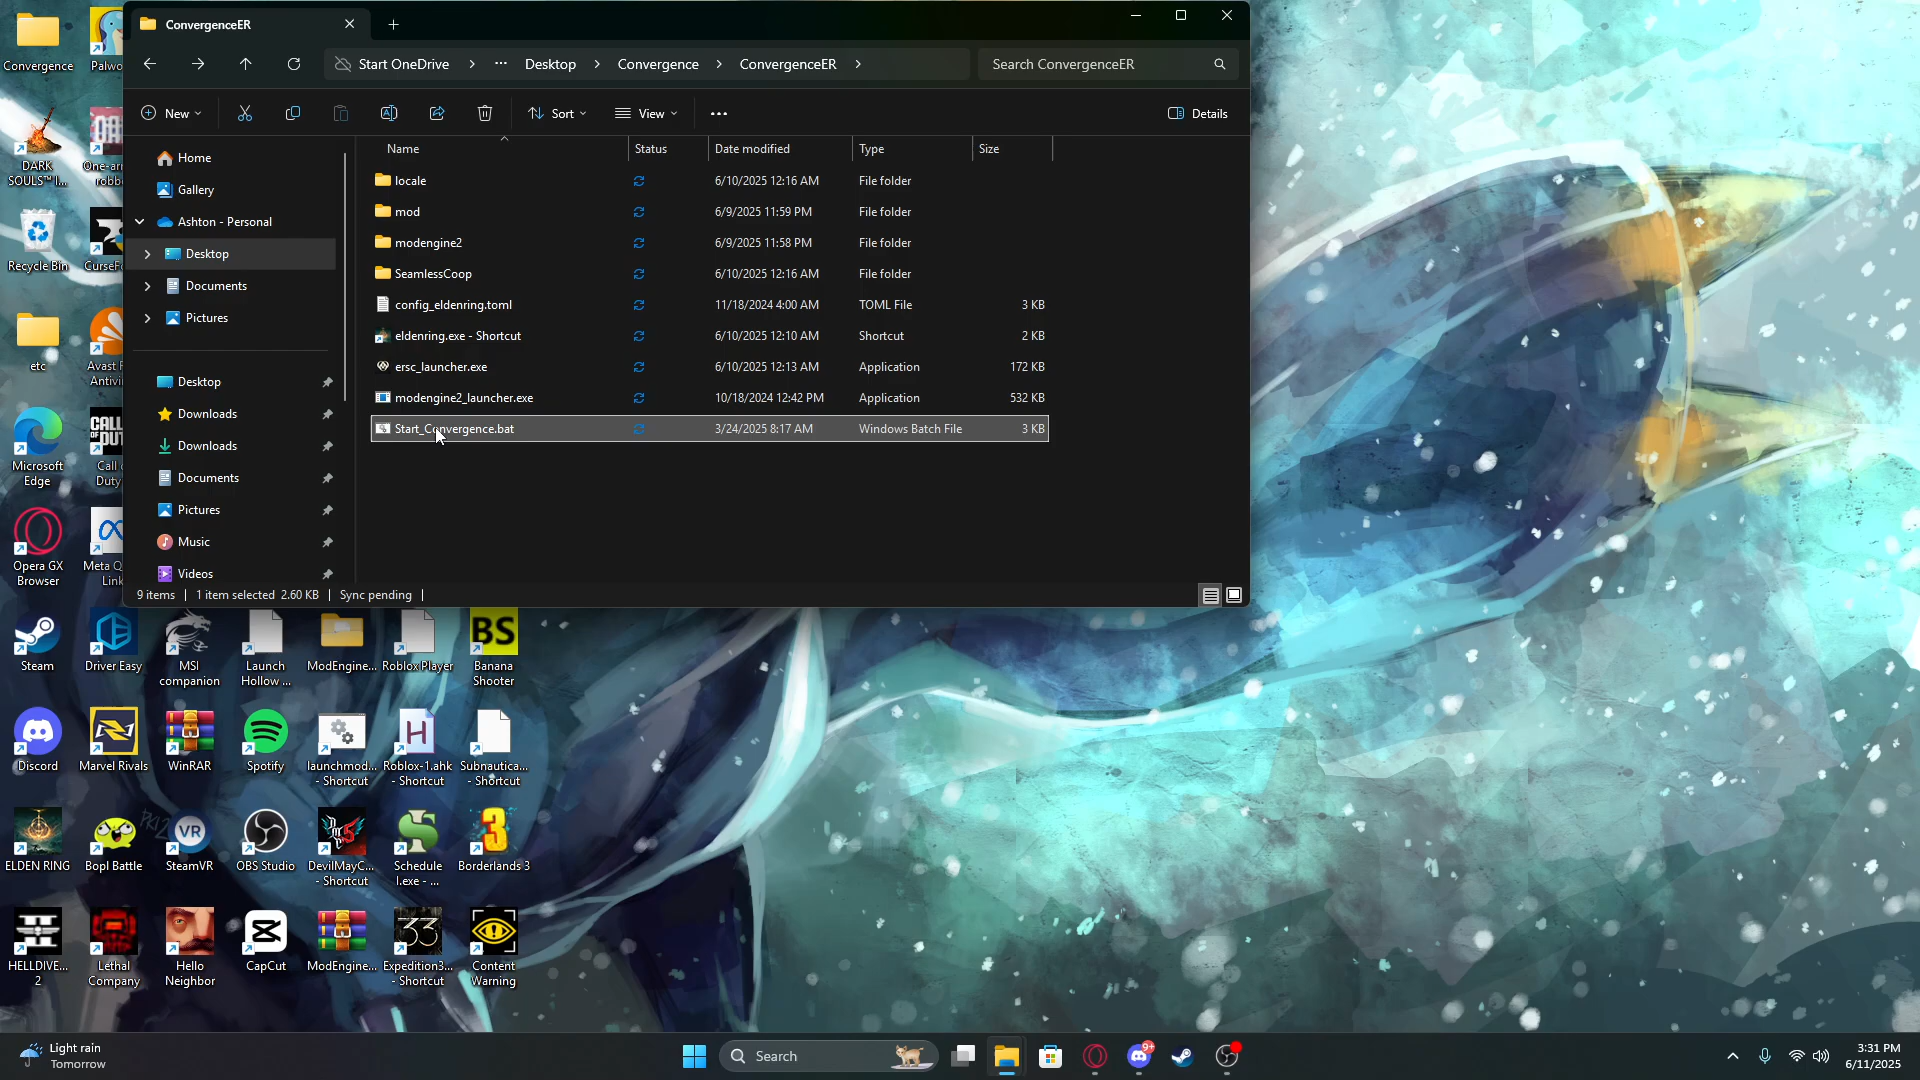 ConvergenceER
Start OneDrive > ... Desktop > Convergence > ConvergenceER >
Search ConvergenceER
New
Sort
View
Details
Name Status Date modified Type Size
locale 6/10/2025 12:16 AM File folder
mod 6/9/2025 11:59 PM File folder
modengine2 6/9/2025 11:58 PM File folder
SeamlessCoop 6/10/2025 12:16 AM File folder
config_eldenring.toml 11/18/2024 4:00 AM TOML File 3 KB
eldenring.exe - Shortcut 6/10/2025 12:10 AM Shortcut 2 KB
ersc_launcher.exe 6/10/2025 12:13 AM Application 172 KB
modengine2_launcher.exe 10/18/2024 12:42 PM Application 532 KB
Start_Convergence.bat 3/24/2025 8:17 AM Windows Batch File 3 KB
Home
Gallery
Ashton - Personal
Desktop
Documents
Pictures
Desktop
Downloads
Downloads
Documents
Pictures
Music
Videos
9 items 1 item selected 2.60 KB Sync pending
Convergence
Palwo
DARK
SOULS™ I...
One-arm
robb
Recycle Bin
CurseFo
etc
Avast F
Antivi
Microsoft
Edge
CALL
OF DU
Call o
Duty
Opera GX
Browser
Meta Q
Link
Steam
Driver Easy
MSI
companion
Launch
Hollow ...
ModEngine...
Roblox Player
BS
Banana
Shooter
Discord
Marvel Rivals
WinRAR
Spotify
launchmod...
- Shortcut
H
Roblox-1.ahk
- Shortcut
Subnautica...
- Shortcut
ELDEN RING
Bopl Battle
VR
SteamVR
OBS Studio
DevilMayC...
- Shortcut
S
Schedule
I.exe - ...
3
Borderlands 3
HELLDIVE...
2
Lethal
Company
Hello
Neighbor
CapCut
ModEngine...
33
Expedition3...
- Shortcut
Content
Warning
Light rain
Tomorrow
Search
9+
3:31 PM
6/11/2025